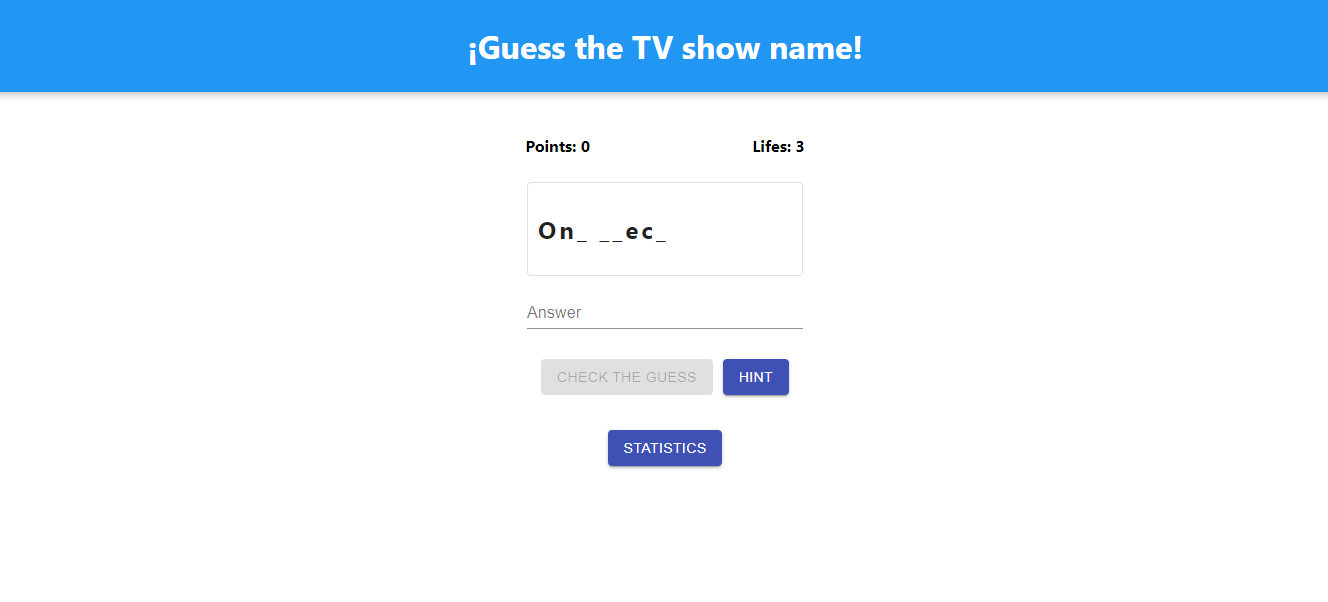 ¡Guess the TV show name!
Points: 0 Lifes: 3
On_ __ec_
Answer
CHECK THE GUESS HINT
STATISTICS